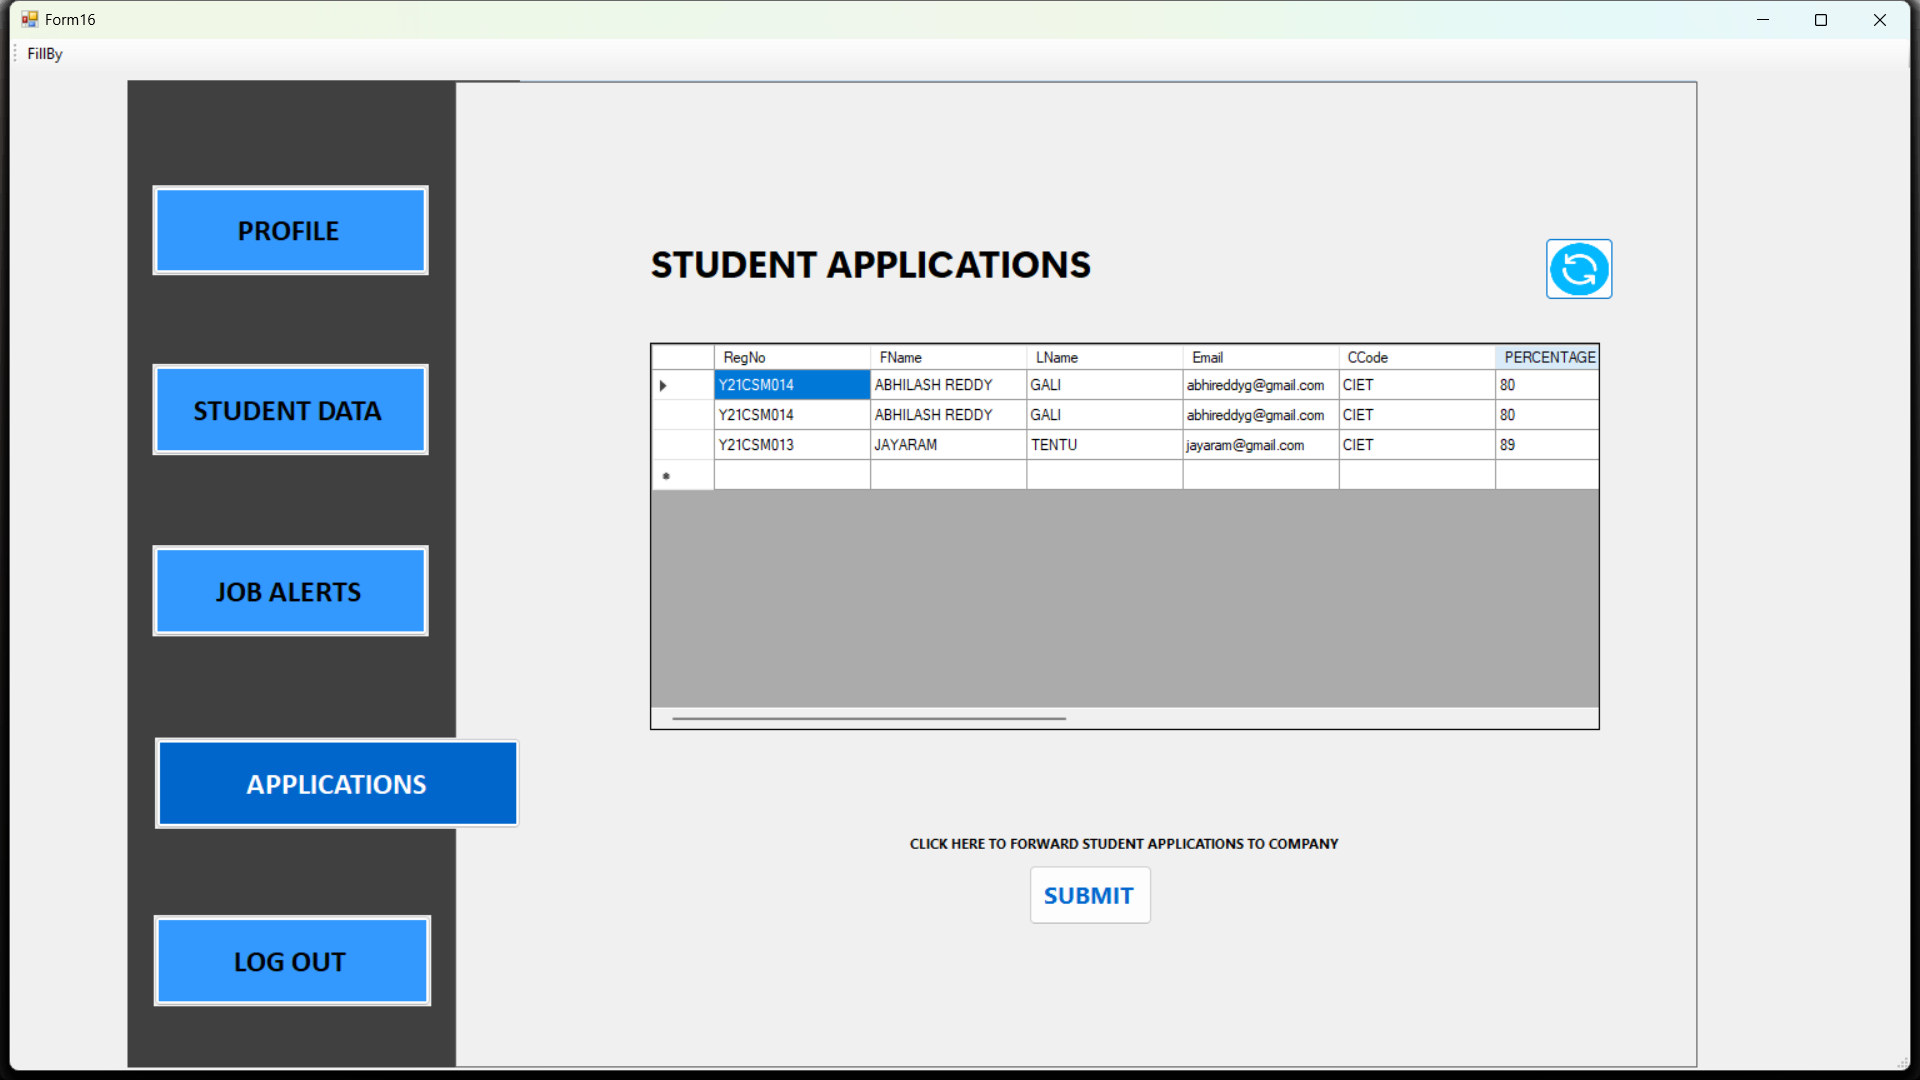 Form16
FillBy
PROFILE
STUDENT DATA
JOB ALERTS
APPLICATIONS
LOG OUT
STUDENT APPLICATIONS
RegNo FName LName Email CCode PERCENTAGE
Y21CSM014 ABHILASH REDDY GALI abhireddyg@gmail.com CIET 80
Y21CSM014 ABHILASH REDDY GALI abhireddyg@gmail.com CIET 80
Y21CSM013 JAYARAM TENTU jayaram@gmail.com CIET 89
CLICK HERE TO FORWARD STUDENT APPLICATIONS TO COMPANY
SUBMIT